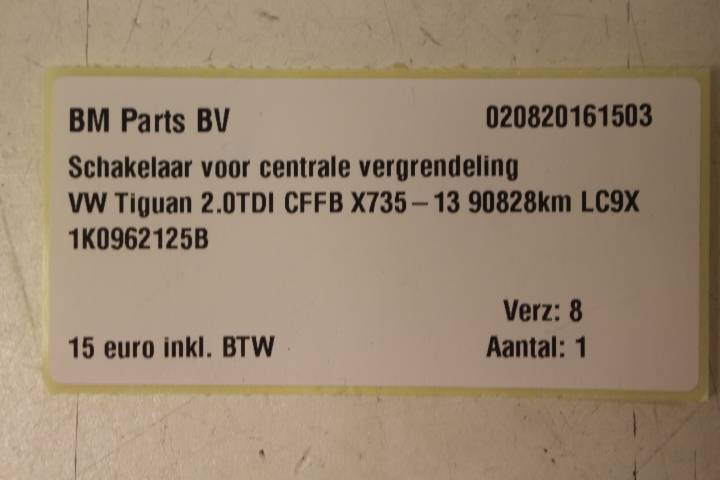 BM Parts BV 020820161503
Schakelaar voor centrale vergrendeling
VW Tiguan 2.0TDI CFFB X735-13 90828km LC9X
1K0962125B
Verz: 8
15 euro inkl. BTW Aantal: 1